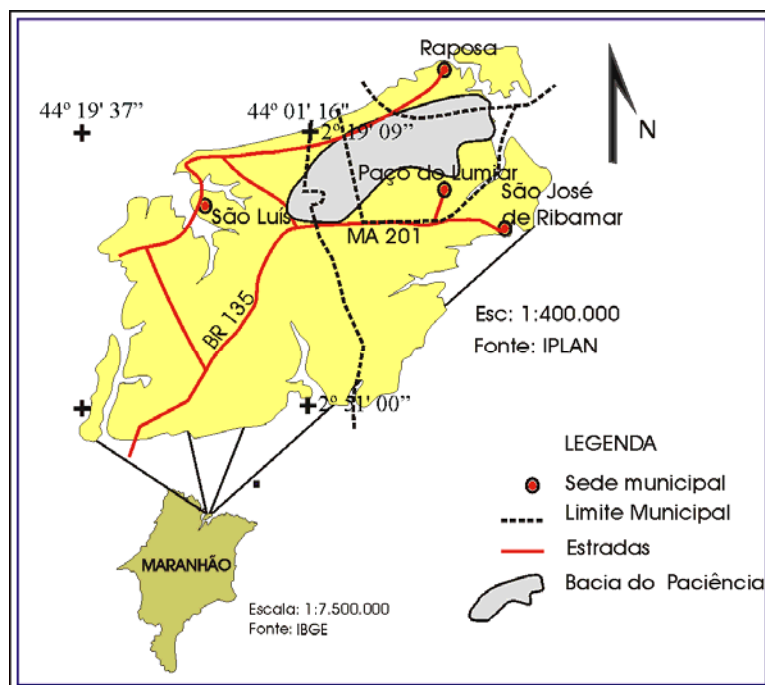 Raposa
44º 19' 37”
44º 01' 16"
2º 19' 09”
N
Paço do Lumiar
São José
de Ribamar
São Luís
MA 201
BR 135
Esc: 1:400.000
Fonte: IPLAN
2º 51' 00”
LEGENDA
Sede municipal
Limite Municipal
Estradas
Bacia do Paciência
MARANHÃO
Escala: 1:7.500.000
Fonte: IBGE